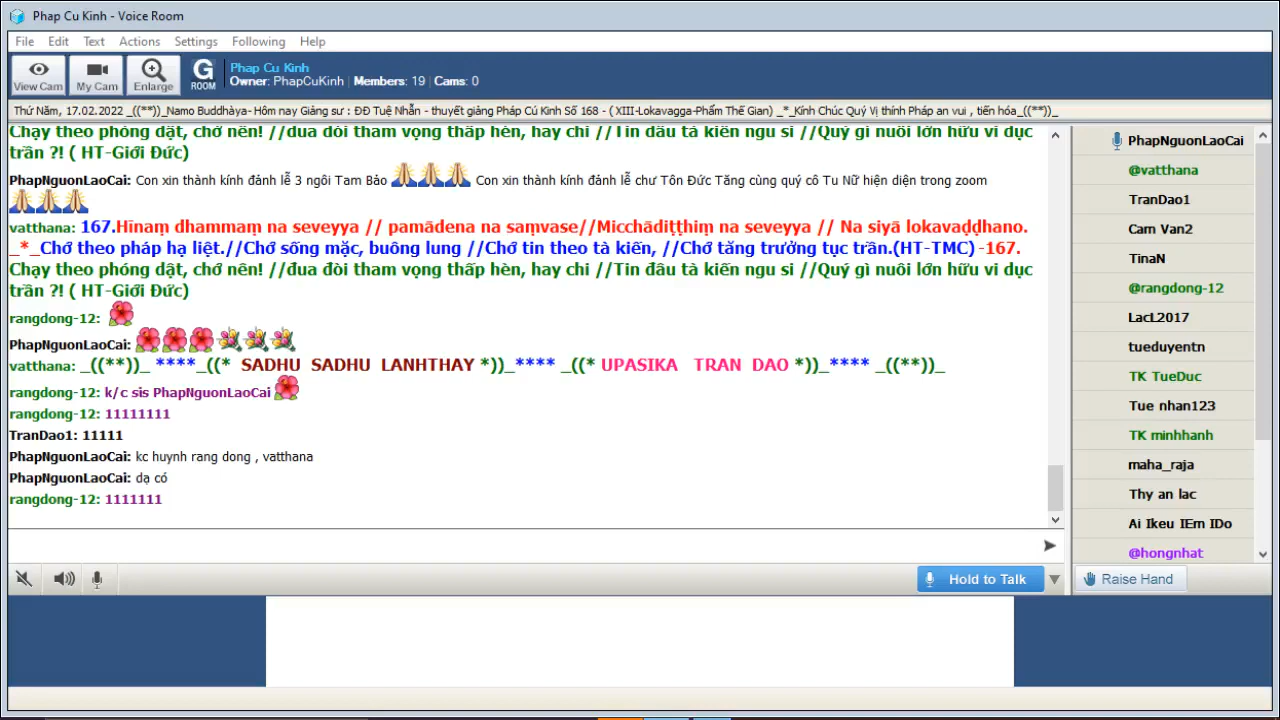 Phap Cu Kinh - Voice Room
File Edit Text Actions Settings Following Help
View Cam My Cam Enlarge G ROOM Phap Cu Kinh
Owner: PhapCuKinh | Members: 19 | Cams: 0
Thứ Năm, 17.02.2022 _((**))_Namo Buddhàya- Hôm nay Giảng sư : ĐĐ Tuệ Nhẫn - thuyết giảng Pháp Cú Kinh Số 168 - ( XIII-Lokavagga-Phẩm Thế Gian) _*_Kính Chúc Quý Vị thính Pháp an vui , tiến hóa_((**))_
Chạy theo phóng dật, chớ nên! //đua đòi tham vọng thấp hèn, hay chi //Tin đâu tà kiến ngu si //Quý gì nuôi lớn hữu vi dục
trần ?! ( HT-Giới Đức)
PhapNguonLaoCai: Con xin thành kính đảnh lễ 3 ngôi Tam Bảo Con xin thành kính đảnh lễ chư Tôn Đức Tăng cùng quý cô Tu Nữ hiện diện trong zoom
vatthana: 167.Hīnaṃ dhammaṃ na seveyya // pamādena na saṃvase//Micchādiṭṭhiṃ na seveyya // Na siyā lokavaḍḍhano.
_*_Chớ theo pháp hạ liệt.//Chớ sống mặc, buông lung //Chớ tin theo tà kiến, //Chớ tăng trưởng tục trần.(HT-TMC) -167.
Chạy theo phóng dật, chớ nên! //đua đòi tham vọng thấp hèn, hay chi //Tin đâu tà kiến ngu si //Quý gì nuôi lớn hữu vi dục
trần ?! ( HT-Giới Đức)
rangdong-12:
PhapNguonLaoCai:
vatthana: _((**))_ ****_((* SADHU SADHU LANHTHAY *))_**** _((* UPASIKA TRAN DAO *))_**** _((**))_
rangdong-12: k/c sis PhapNguonLaoCai
rangdong-12: 11111111
TranDao1: 11111
PhapNguonLaoCai: kc huynh rang dong , vatthana
PhapNguonLaoCai: dạ có
rangdong-12: 1111111
Hold to Talk
PhapNguonLaoCai
@vatthana
TranDao1
Cam Van2
TinaN
@rangdong-12
LacL2017
tueduyentn
TK TueDuc
Tue nhan123
TK minhhanh
maha_raja
Thy an lac
Ai Ikeu IEm IDo
@hongnhat
Raise Hand